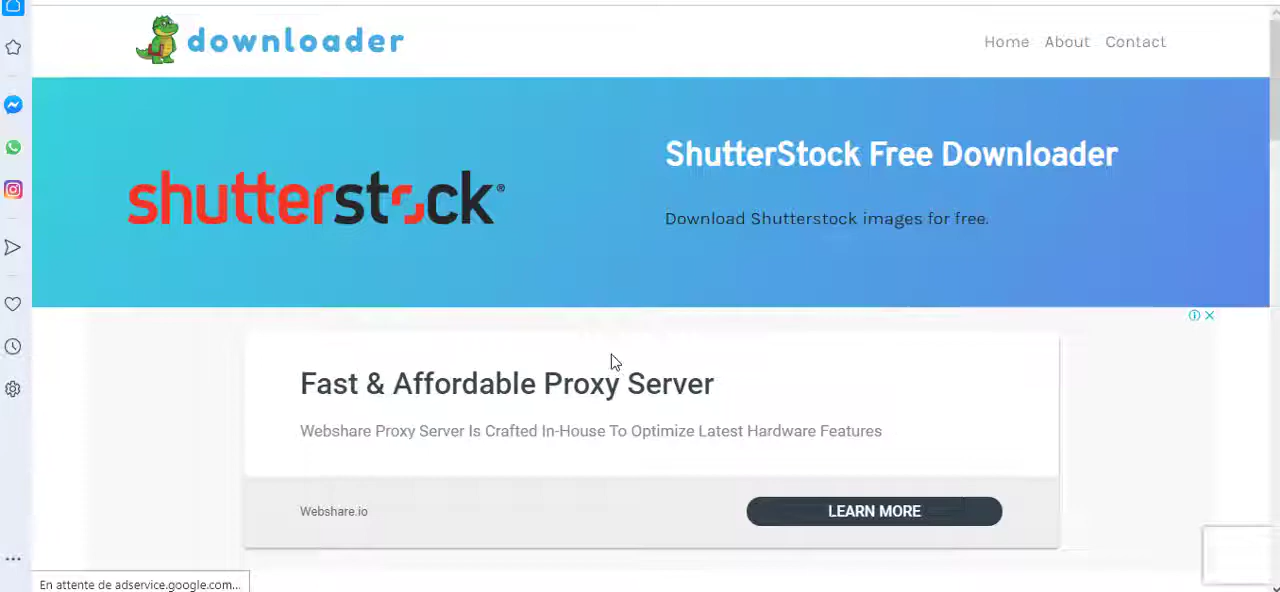 downloader
Home About Contact
shutterstock®
ShutterStock Free Downloader
Download Shutterstock images for free.
Fast & Affordable Proxy Server
Webshare Proxy Server Is Crafted In-House To Optimize Latest Hardware Features
Webshare.io
LEARN MORE
En attente de adservice.google.com...